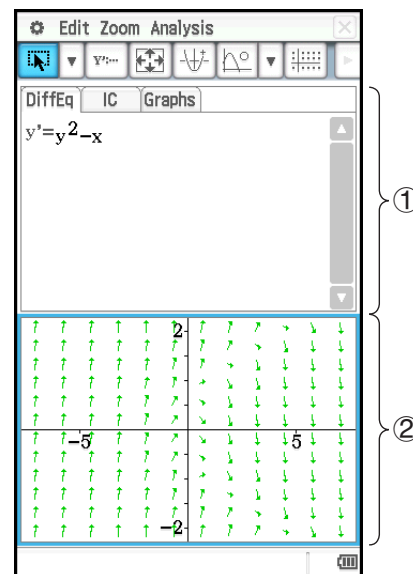 Edit Zoom Analysis
Y':...
DiffEq IC Graphs
y'=y²-x
①
2
-5 5
②
-2